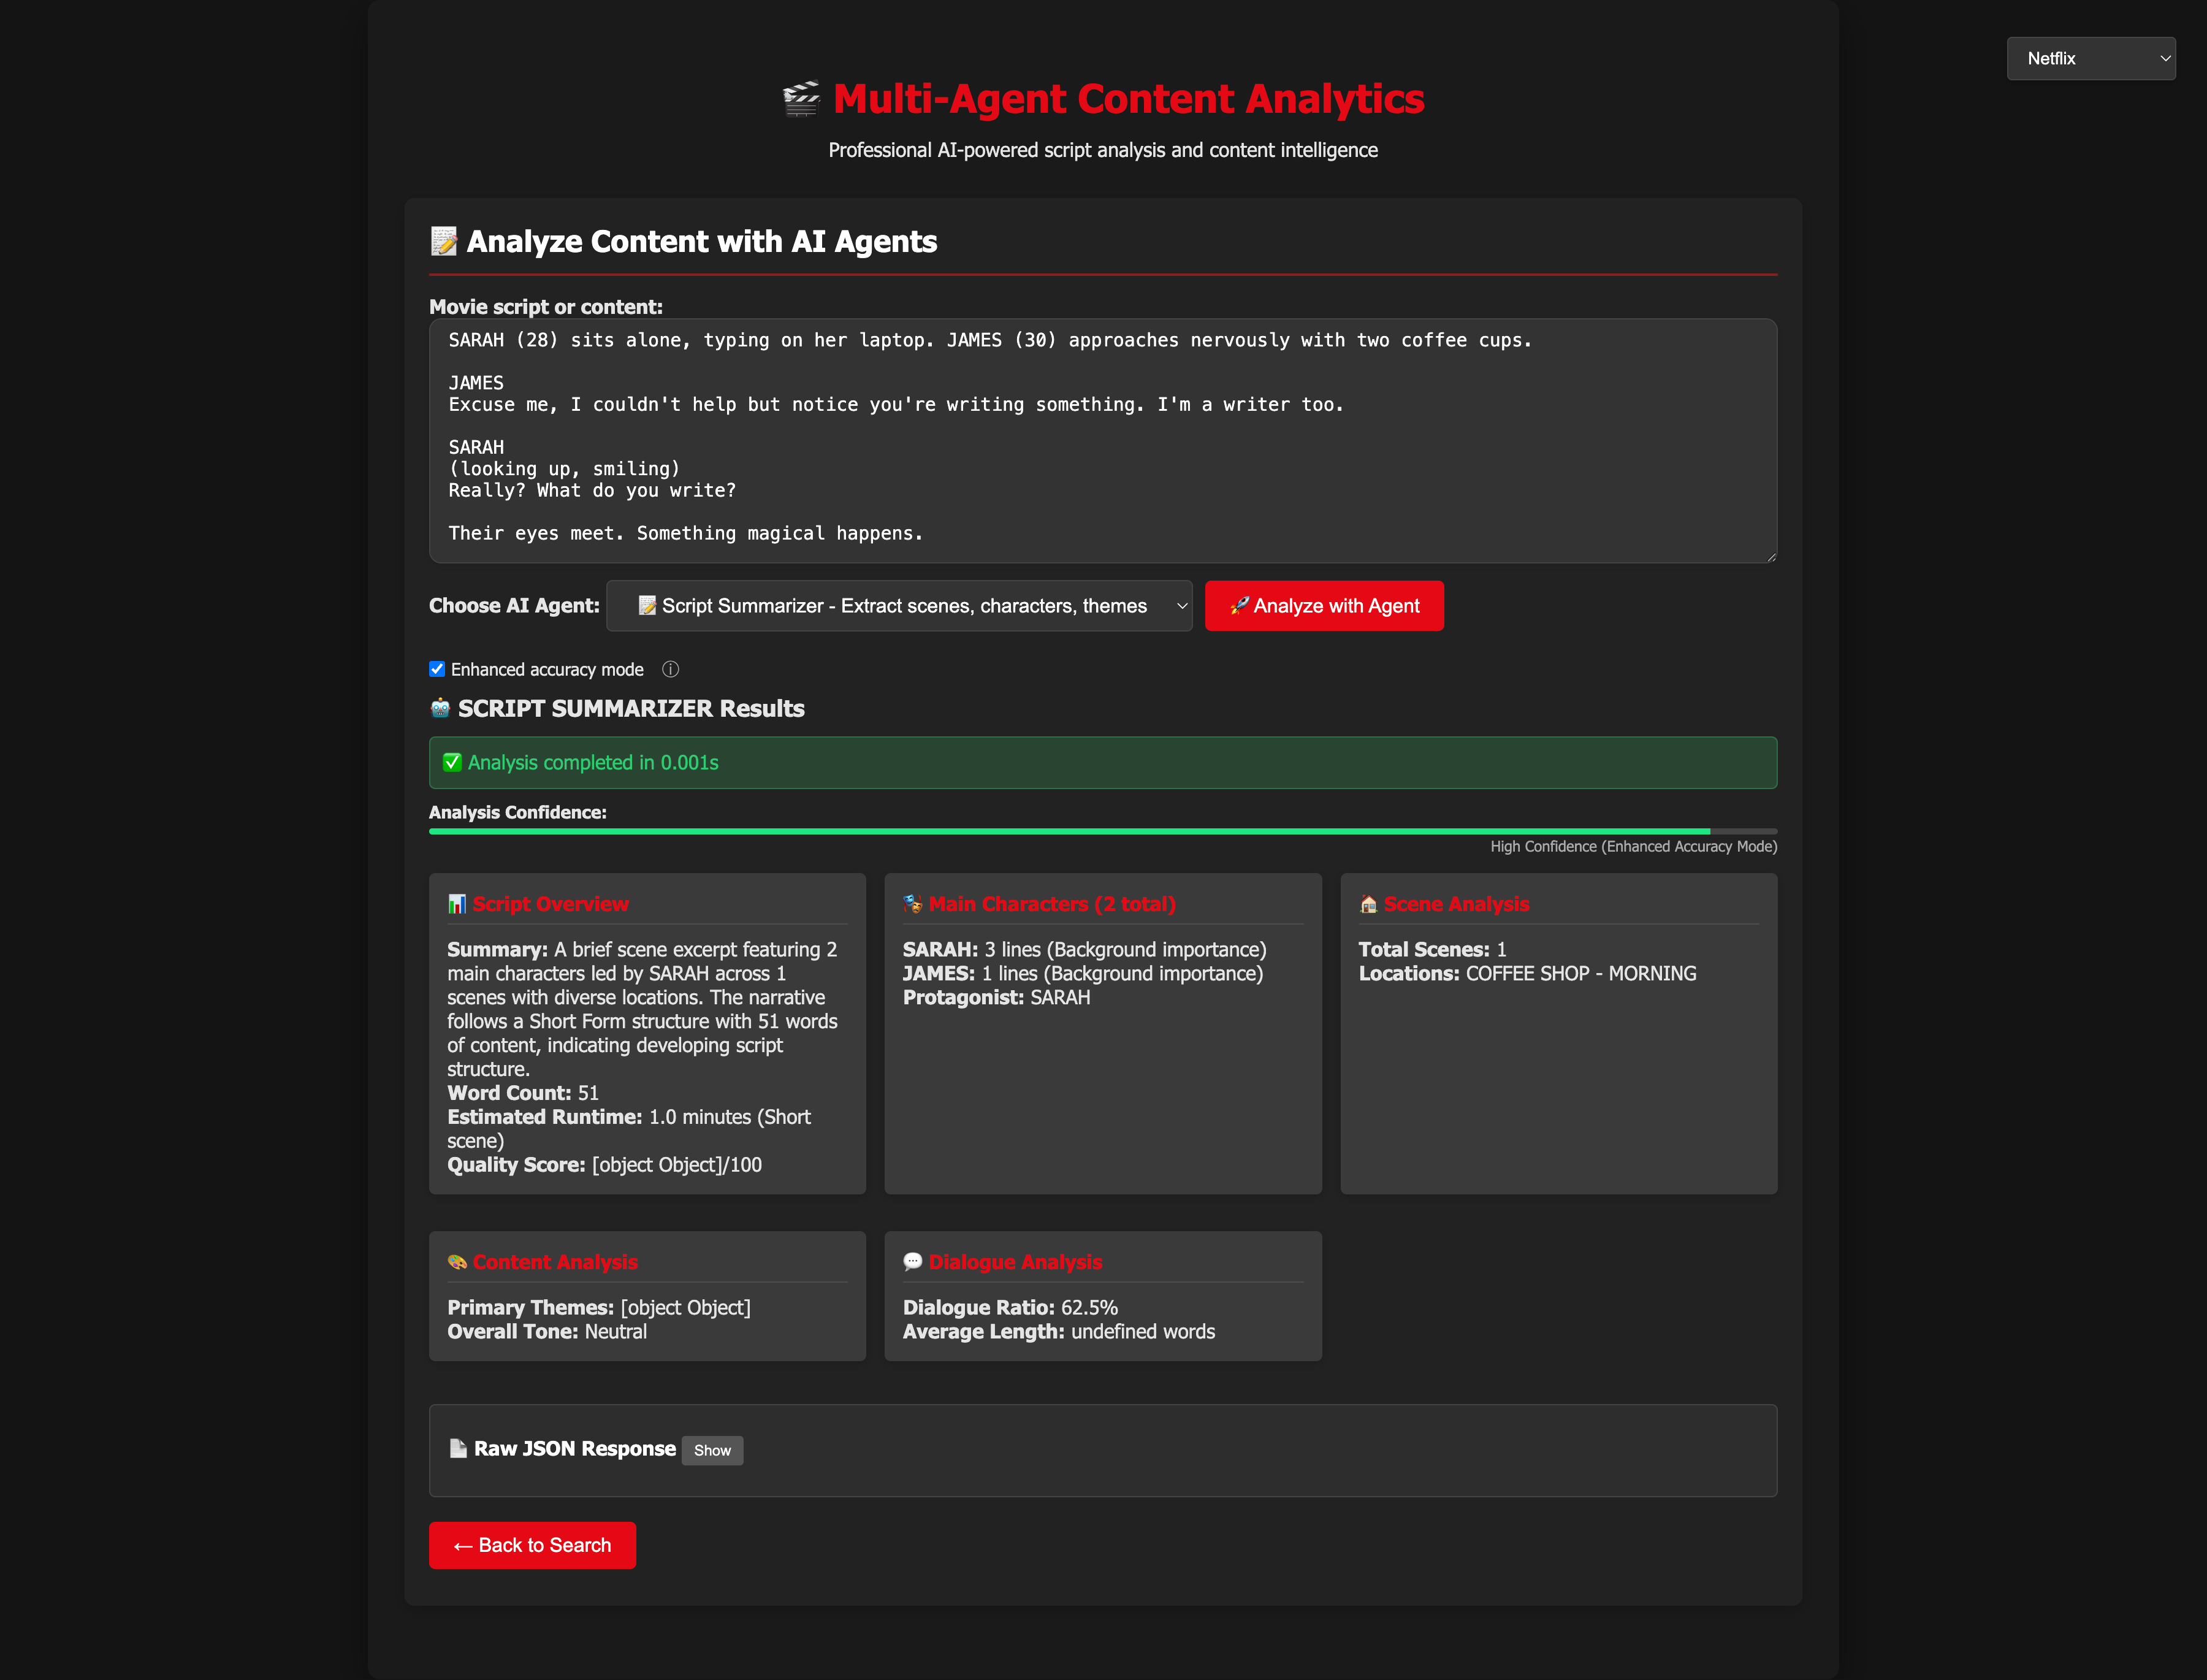 Netflix
🎬 Multi-Agent Content Analytics
Professional AI-powered script analysis and content intelligence
📝 Analyze Content with AI Agents
Movie script or content:
SARAH (28) sits alone, typing on her laptop. JAMES (30) approaches nervously with two coffee cups.
JAMES
Excuse me, I couldn't help but notice you're writing something. I'm a writer too.
SARAH
(looking up, smiling)
Really? What do you write?
Their eyes meet. Something magical happens.
Choose AI Agent: 📝 Script Summarizer - Extract scenes, characters, themes 🚀 Analyze with Agent
Enhanced accuracy mode ⓘ
🤖 SCRIPT SUMMARIZER Results
✅ Analysis completed in 0.001s
Analysis Confidence:
High Confidence (Enhanced Accuracy Mode)
📊 Script Overview
Summary: A brief scene excerpt featuring 2
main characters led by SARAH across 1
scenes with diverse locations. The narrative
follows a Short Form structure with 51 words
of content, indicating developing script
structure.
Word Count: 51
Estimated Runtime: 1.0 minutes (Short
scene)
Quality Score: [object Object]/100
🎭 Main Characters (2 total)
SARAH: 3 lines (Background importance)
JAMES: 1 lines (Background importance)
Protagonist: SARAH
🏠 Scene Analysis
Total Scenes: 1
Locations: COFFEE SHOP - MORNING
🎨 Content Analysis
Primary Themes: [object Object]
Overall Tone: Neutral
💬 Dialogue Analysis
Dialogue Ratio: 62.5%
Average Length: undefined words
📄 Raw JSON Response Show
← Back to Search